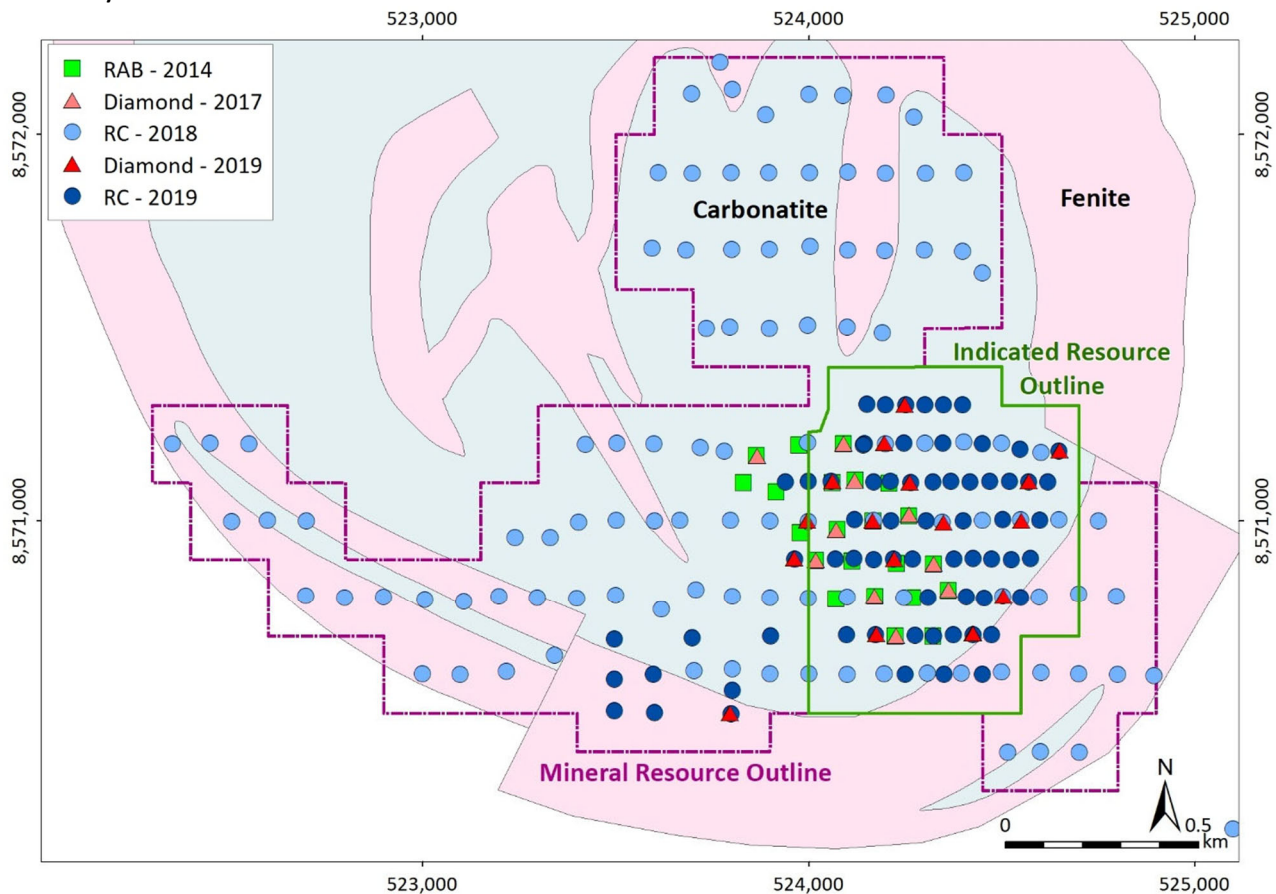 523,000
524,000
525,000
RAB - 2014
Diamond - 2017
RC - 2018
Diamond - 2019
RC - 2019
8,572,000
8,572,000
Carbonatite
Fenite
Indicated Resource
Outline
8,571,000
8,571,000
Mineral Resource Outline
N
0
0.5
km
523,000
524,000
525,000